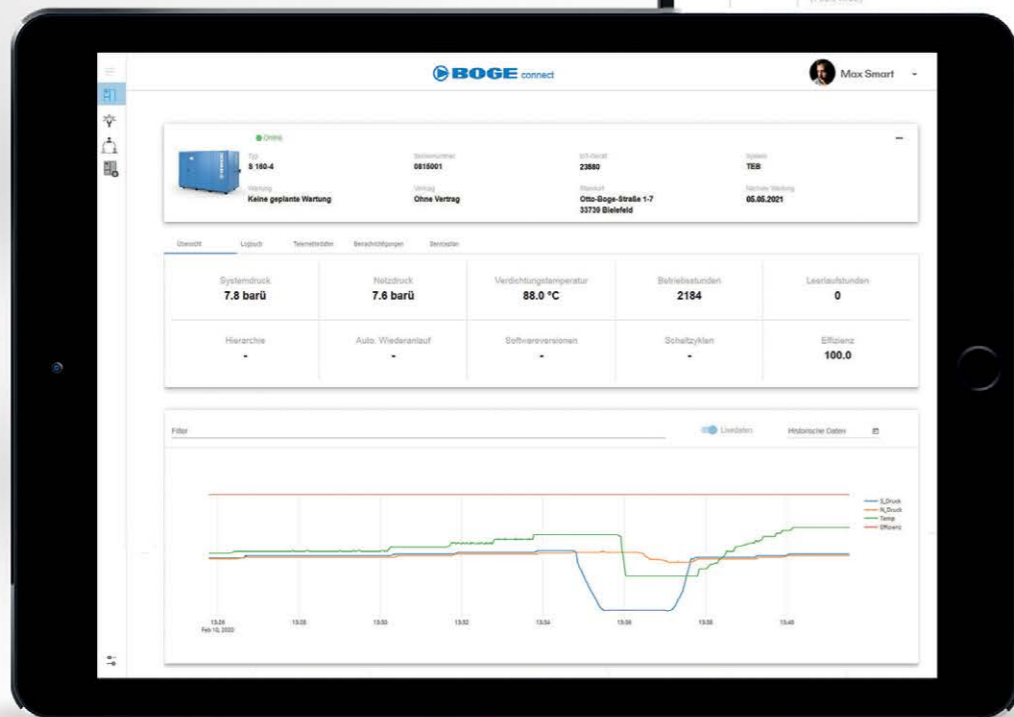 BOGE connect
Max Smart
Online
Typ
S 160-4
Seriennummer
0815001
IoT-Gerät
23580
System
TEB
Wartung
Keine geplante Wartung
Vertrag
Ohne Vertrag
Standort
Otto-Boge-Straße 1-7
33739 Bielefeld
Nächste Wartung
05.05.2021
Übersicht
Logbuch
Telemetriedaten
Benachrichtigungen
Serviceplan
Systemdruck
7.8 barü
Netzdruck
7.6 barü
Verdichtungstemperatur
88.0 °C
Betriebsstunden
2184
Leerlaufstunden
0
Hierarchie
-
Auto. Wiederanlauf
-
Softwareversionen
-
Schaltzyklen
-
Effizienz
100.0
Filter
Livedaten
Historische Daten
S_Druck
N_Druck
Temp
Effizienz
13:28
13:30
13:32
13:34
13:36
13:38
13:40
Feb 10, 2020